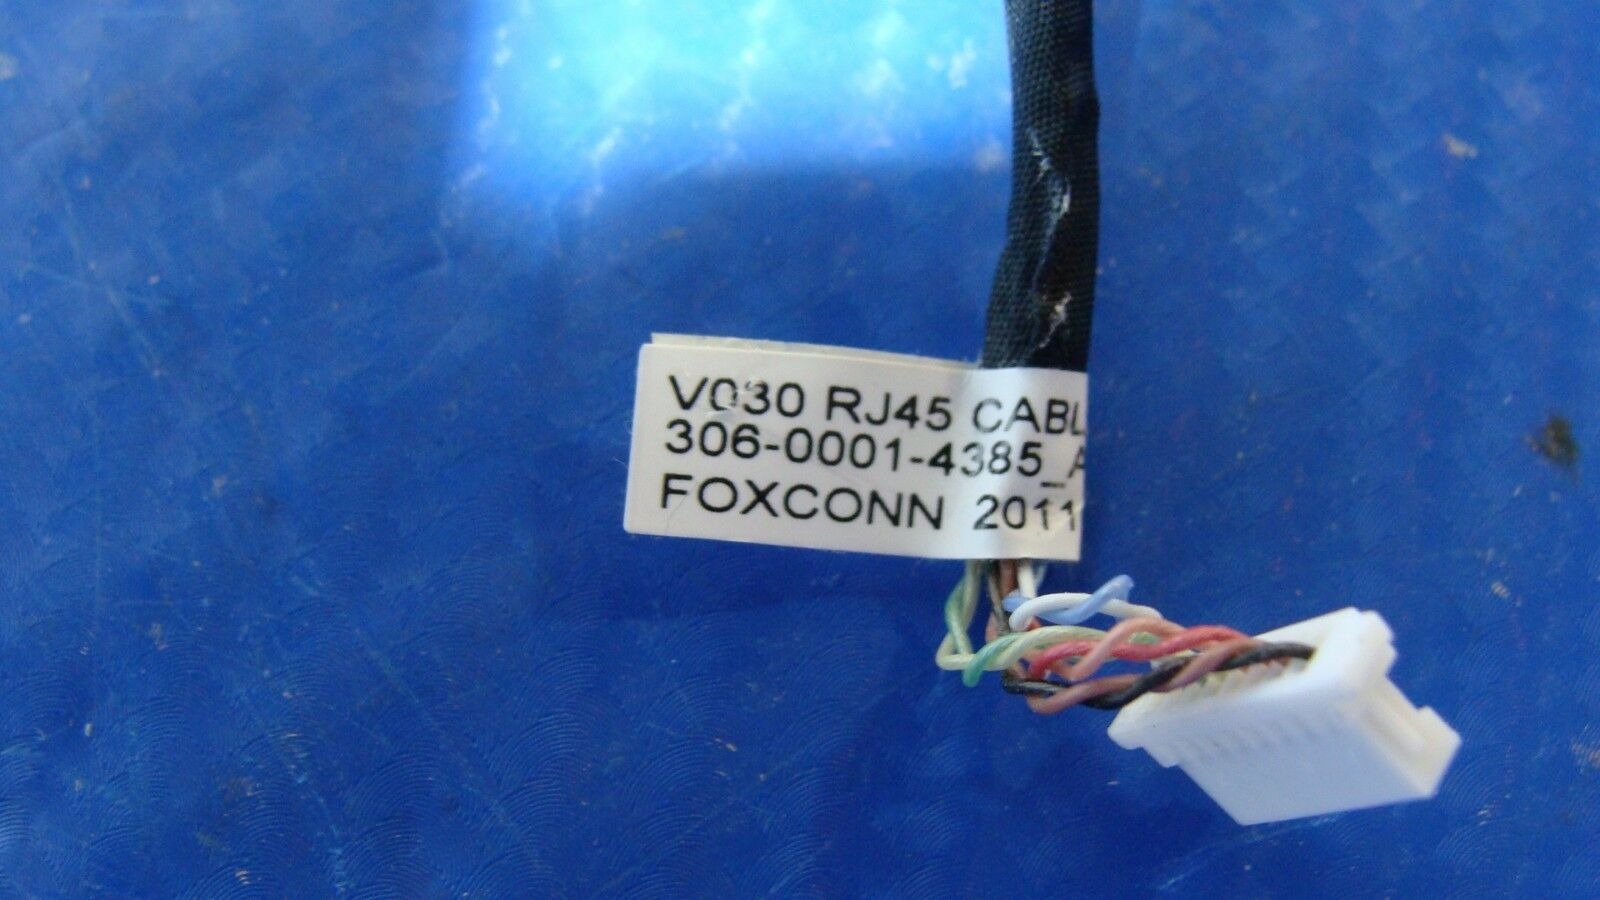 V030 RJ45 CABL
306-0001-4385_A
FOXCONN 2011